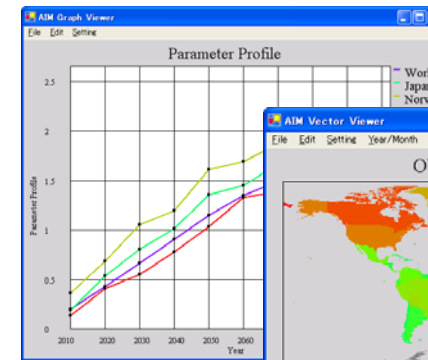 AIM Graph Viewer
File Edit Setting
Parameter Profile
2.5
2
1.5
1
0.5
0
Parameter Profile
2010 2020 2030 2040 2050 2060
Year
AIM Vector Viewer
File Edit Setting Year/Month